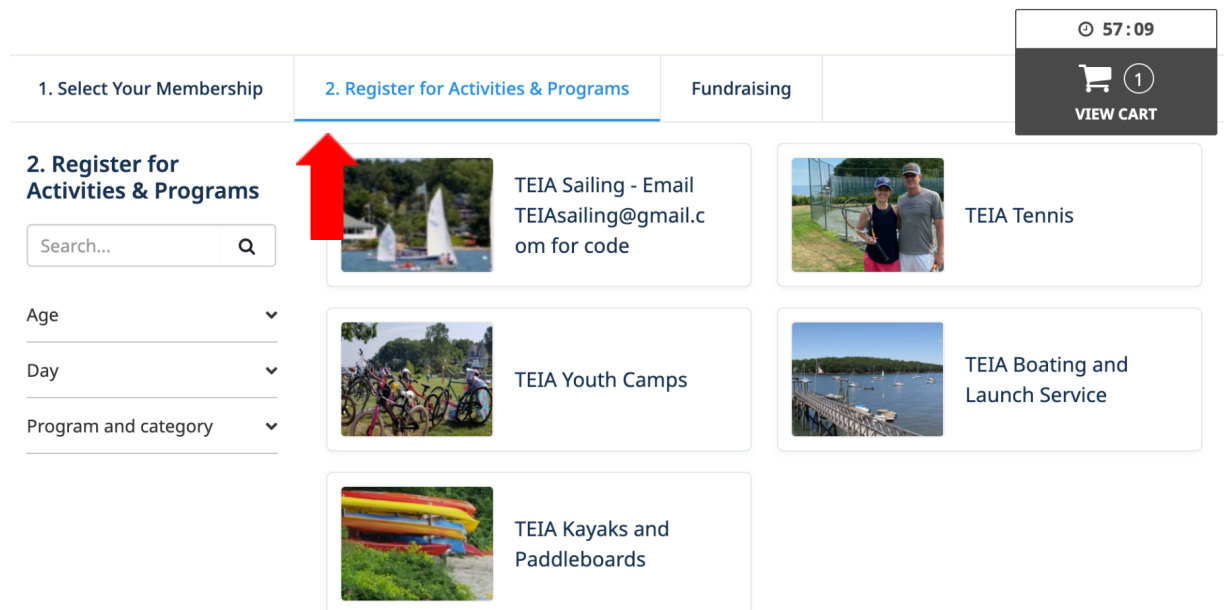 57:09
1
VIEW CART
1. Select Your Membership
2. Register for Activities & Programs
Fundraising
2. Register for
Activities & Programs
Search...
Age
Day
Program and category
TEIA Sailing - Email
TEIAsailing@gmail.c
om for code
TEIA Tennis
TEIA Youth Camps
TEIA Boating and
Launch Service
TEIA Kayaks and
Paddleboards